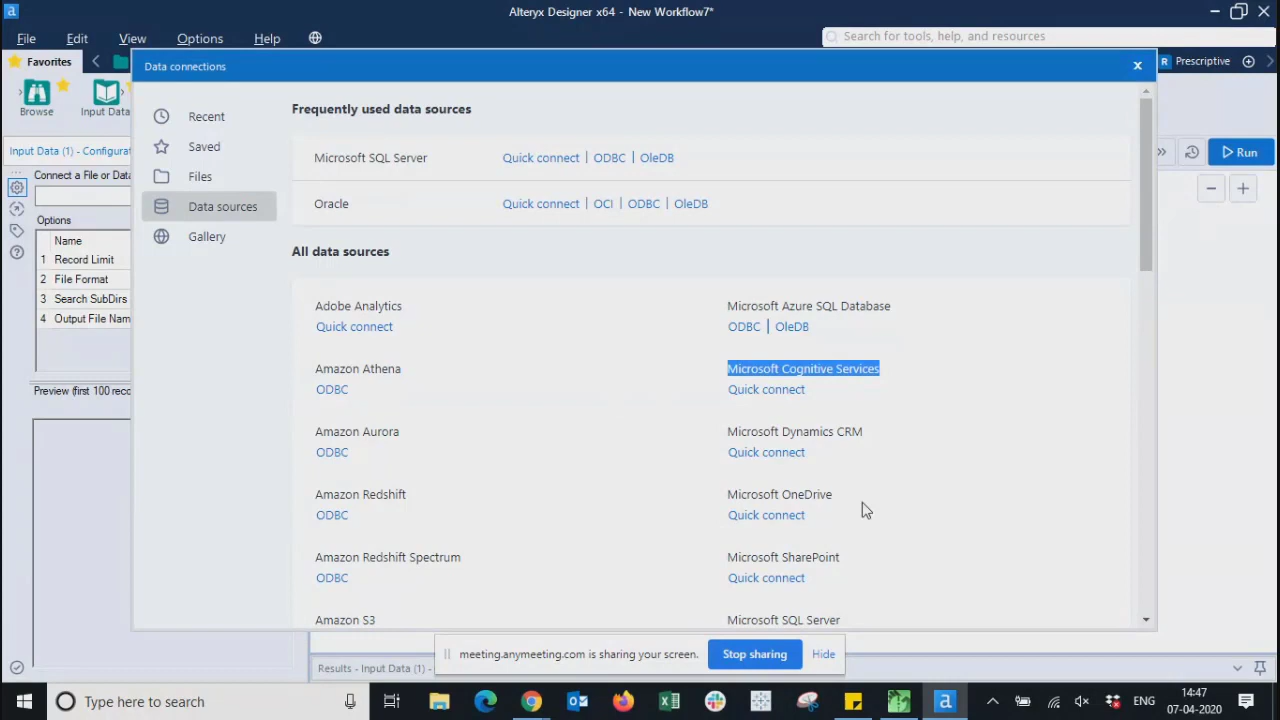 Alteryx Designer x64 - New Workflow7*
File Edit View Options Help
Search for tools, help, and resources
Favorites
Prescriptive
Browse
Input Data
Input Data (1) - Configurat
Connect a File or Data
Options
Name
1 Record Limit
2 File Format
3 Search SubDirs
4 Output File Nam
Preview (first 100 reco
Run
Data connections
Recent
Saved
Files
Data sources
Gallery
Frequently used data sources
Microsoft SQL Server Quick connect | ODBC | OleDB
Oracle Quick connect | OCI | ODBC | OleDB
All data sources
Adobe Analytics
Quick connect
Amazon Athena
ODBC
Amazon Aurora
ODBC
Amazon Redshift
ODBC
Amazon Redshift Spectrum
ODBC
Amazon S3
Microsoft Azure SQL Database
ODBC | OleDB
Microsoft Cognitive Services
Quick connect
Microsoft Dynamics CRM
Quick connect
Microsoft OneDrive
Quick connect
Microsoft SharePoint
Quick connect
Microsoft SQL Server
meeting.anymeeting.com is sharing your screen. Stop sharing Hide
Results - Input Data (1) -
Type here to search
ENG
14:47
07-04-2020